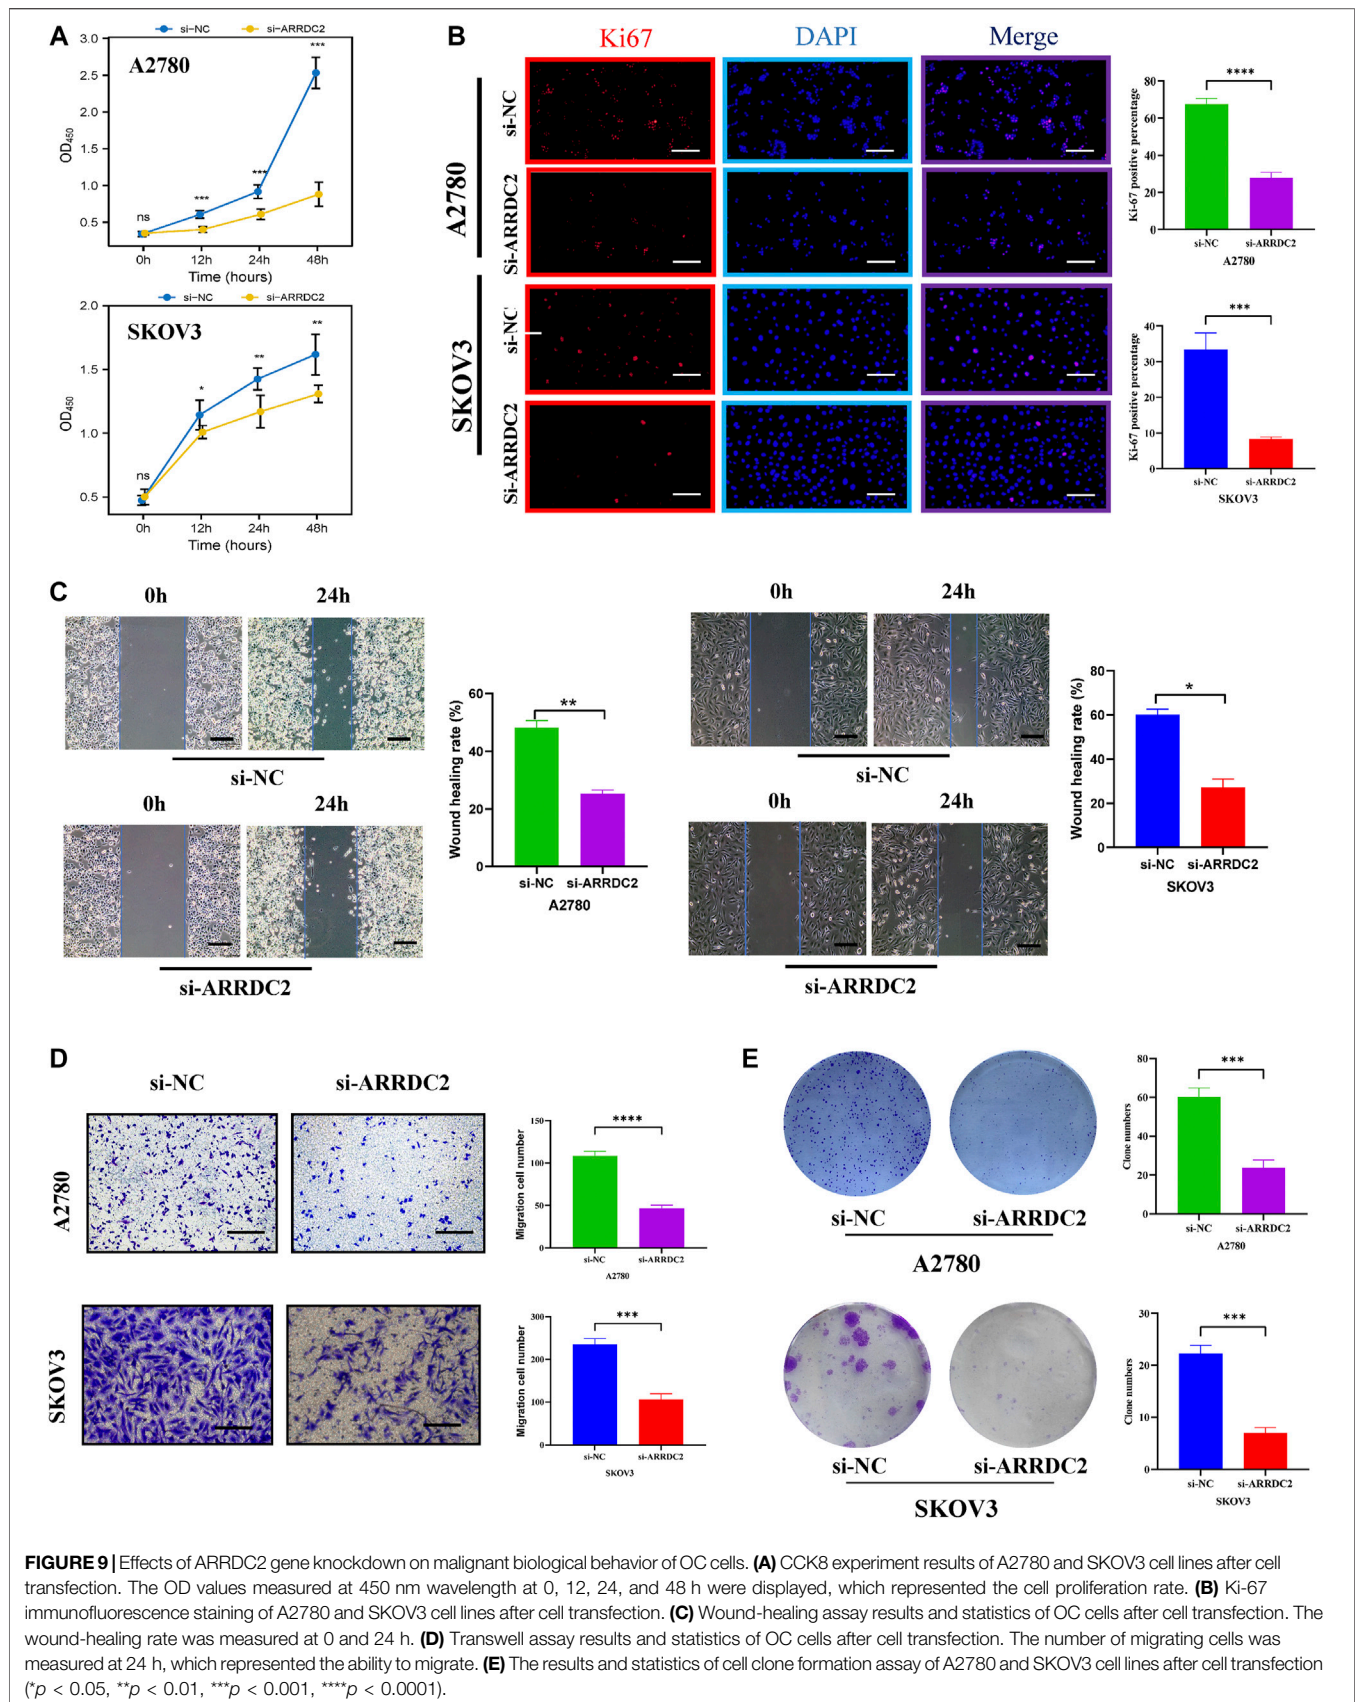 A
si-NC si-ARRDC2
A2780
OD450
3.0
2.5
2.0
1.5
1.0
0.5
ns
***
***
***
0h 12h 24h 48h
Time (hours)
si-NC si-ARRDC2
SKOV3
OD450
2.0
1.5
1.0
0.5
ns
*
**
**
0h 12h 24h 48h
Time (hours)
B
Ki67 DAPI Merge
A2780
si-NC
Si-ARRDC2
SKOV3
si-NC
Si-ARRDC2
Ki-67 positive percentage
80
60
40
20
0
****
si-NC si-ARRDC2
A2780
Ki-67 positive percentage
40
30
20
10
0
***
si-NC si-ARRDC2
SKOV3
C
0h 24h
si-NC
0h 24h
si-ARRDC2
Wound healing rate (%)
60
40
20
0
**
si-NC si-ARRDC2
A2780
0h 24h
si-NC
0h 24h
si-ARRDC2
Wound healing rate (%)
80
60
40
20
0
*
si-NC si-ARRDC2
SKOV3
D
si-NC si-ARRDC2
A2780
SKOV3
Migration cell number
150
100
50
0
****
si-NC si-ARRDC2
A2780
Migration cell number
300
200
100
0
***
si-NC si-ARRDC2
SKOV3
E
si-NC si-ARRDC2
A2780
Clone numbers
80
60
40
20
0
***
si-NC si-ARRDC2
A2780
si-NC si-ARRDC2
SKOV3
Clone numbers
30
20
10
0
***
si-NC si-ARRDC2
SKOV3
FIGURE 9 | Effects of ARRDC2 gene knockdown on malignant biological behavior of OC cells. (A) CCK8 experiment results of A2780 and SKOV3 cell lines after cell
transfection. The OD values measured at 450 nm wavelength at 0, 12, 24, and 48 h were displayed, which represented the cell proliferation rate. (B) Ki-67
immunofluorescence staining of A2780 and SKOV3 cell lines after cell transfection. (C) Wound-healing assay results and statistics of OC cells after cell transfection. The
wound-healing rate was measured at 0 and 24 h. (D) Transwell assay results and statistics of OC cells after cell transfection. The number of migrating cells was
measured at 24 h, which represented the ability to migrate. (E) The results and statistics of cell clone formation assay of A2780 and SKOV3 cell lines after cell transfection
(*p < 0.05, **p < 0.01, ***p < 0.001, ****p < 0.0001).